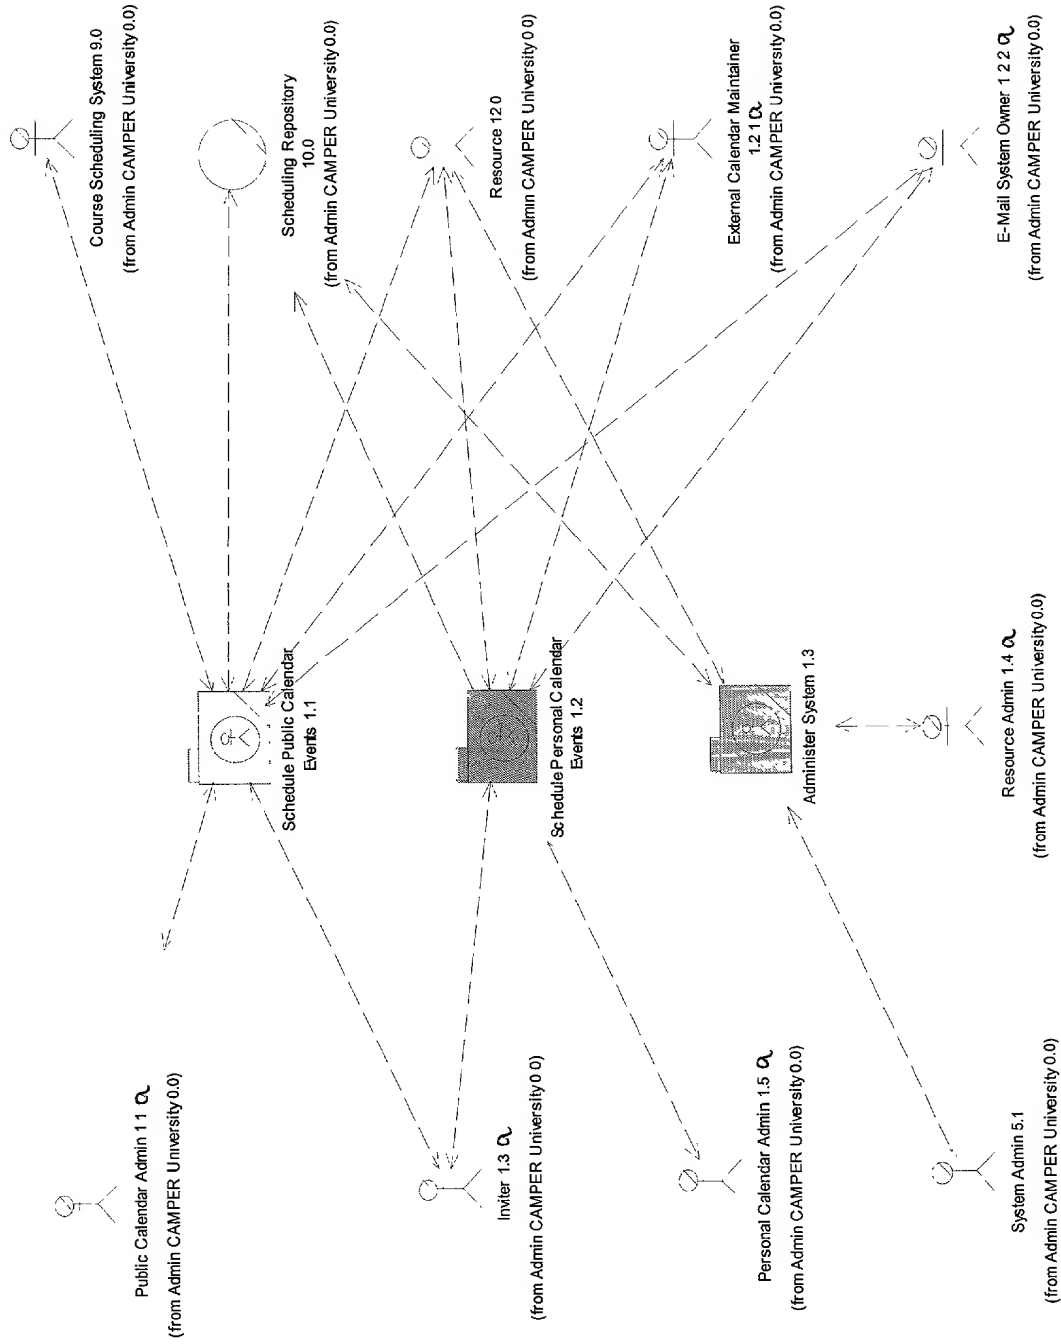 Public Calendar Admin 1 1 a
(from Admin CAMPER University 0.0)
Inviter 1.3 a
(from Admin CAMPER University 0 0)
Personal Calendar Admin 1.5 a
(from Admin CAMPER University 0.0)
System Admin 5.1
(from Admin CAMPER University 0.0)
Schedule Public Calendar
Events 1.1
Schedule Personal Calendar
Events 1.2
Administer System 1.3
Resource Admin 1.4 a
(from Admin CAMPER University 0.0)
Course Scheduling System 9.0
(from Admin CAMPER University 0.0)
Scheduling Repository
10.0
(from Admin CAMPER University 0.0)
Resource 12 0
(from Admin CAMPER University 0 0)
External Calendar Maintainer
1.2 1 a
(from Admin CAMPER University 0.0)
E-Mail System Owner 1 2 2 a
(from Admin CAMPER University 0.0)